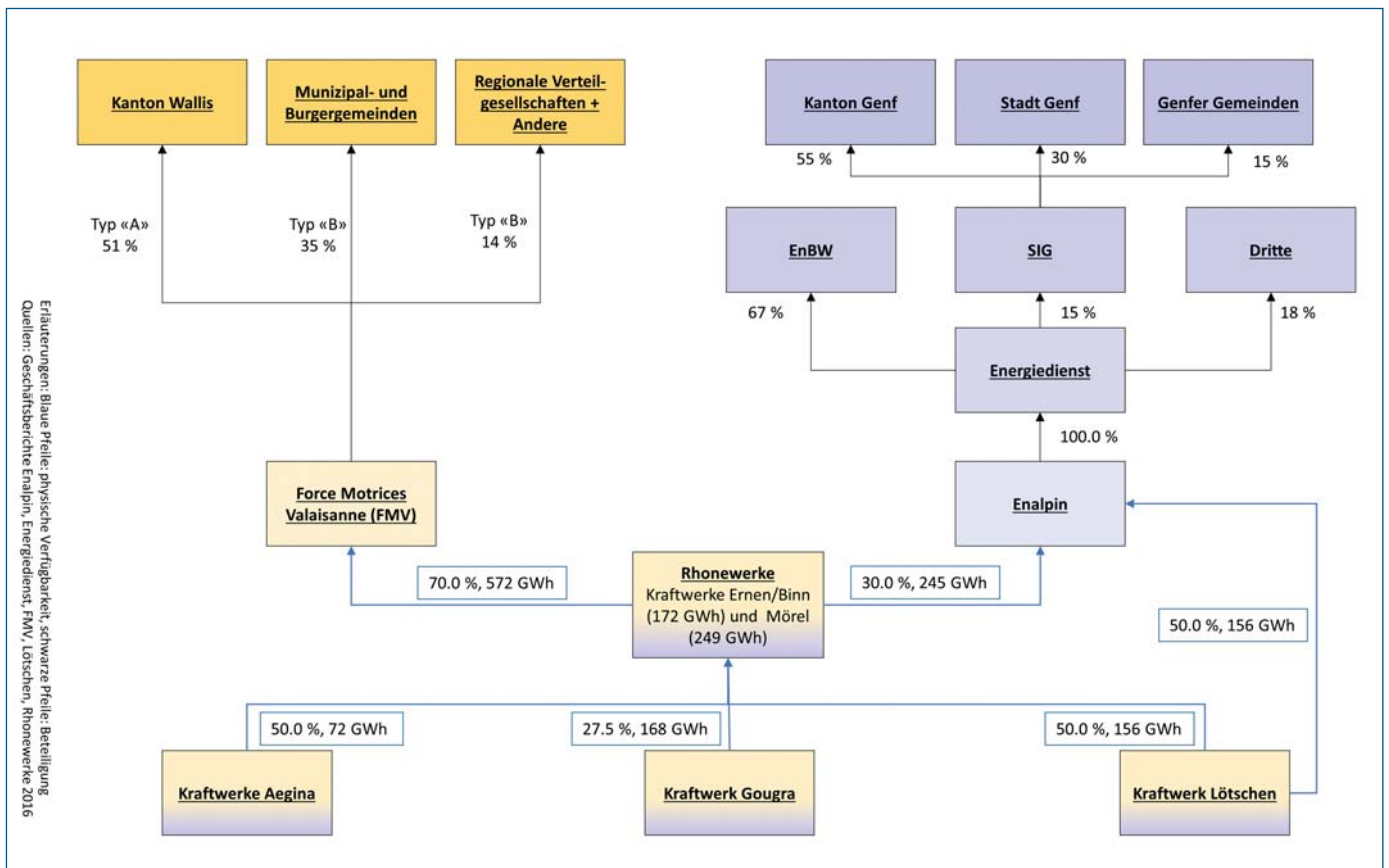 Kanton Wallis
Munizipal- und
Burgergemeinden
Regionale Verteil-
gesellschaften +
Andere
Kanton Genf
Stadt Genf
Genfer Gemeinden
55 %
30 %
15 %
Typ «A»
51 %
Typ «B»
35 %
Typ «B»
14 %
EnBW
SIG
Dritte
67 %
15 %
18 %
Energiedienst
100.0 %
Force Motrices
Valaisanne (FMV)
Enalpin
70.0 %, 572 GWh
Rhonewerke
Kraftwerke Ernen/Binn
(172 GWh) und Mörel
(249 GWh)
30.0 %, 245 GWh
50.0 %, 156 GWh
50.0 %, 72 GWh
27.5 %, 168 GWh
50.0 %, 156 GWh
Kraftwerke Aegina
Kraftwerk Gougra
Kraftwerk Lötschen
Erläuterungen: Blaue Pfeile: physische Verfügbarkeit, schwarze Pfeile: Beteiligung
Quellen: Geschäftsberichte Enalpin, Energiedienst, FMV, Lötschen, Rhonewerke 2016